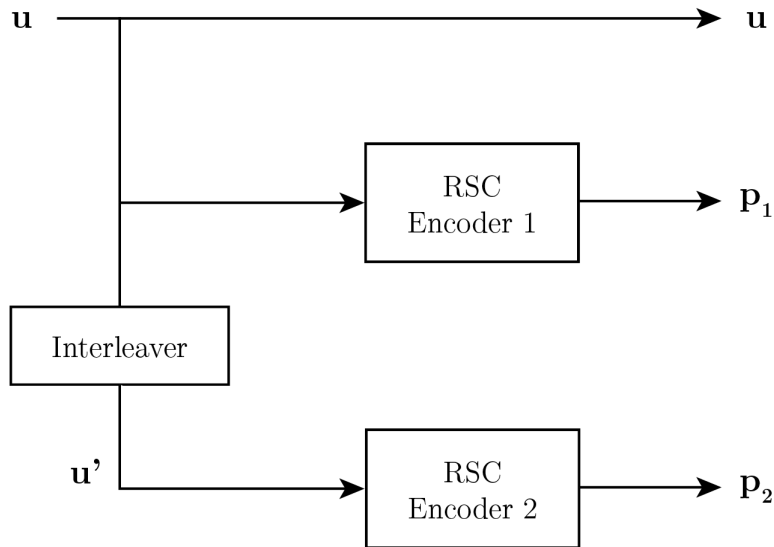 u
u
RSC
Encoder 1
p1
Interleaver
u'
RSC
Encoder 2
p2